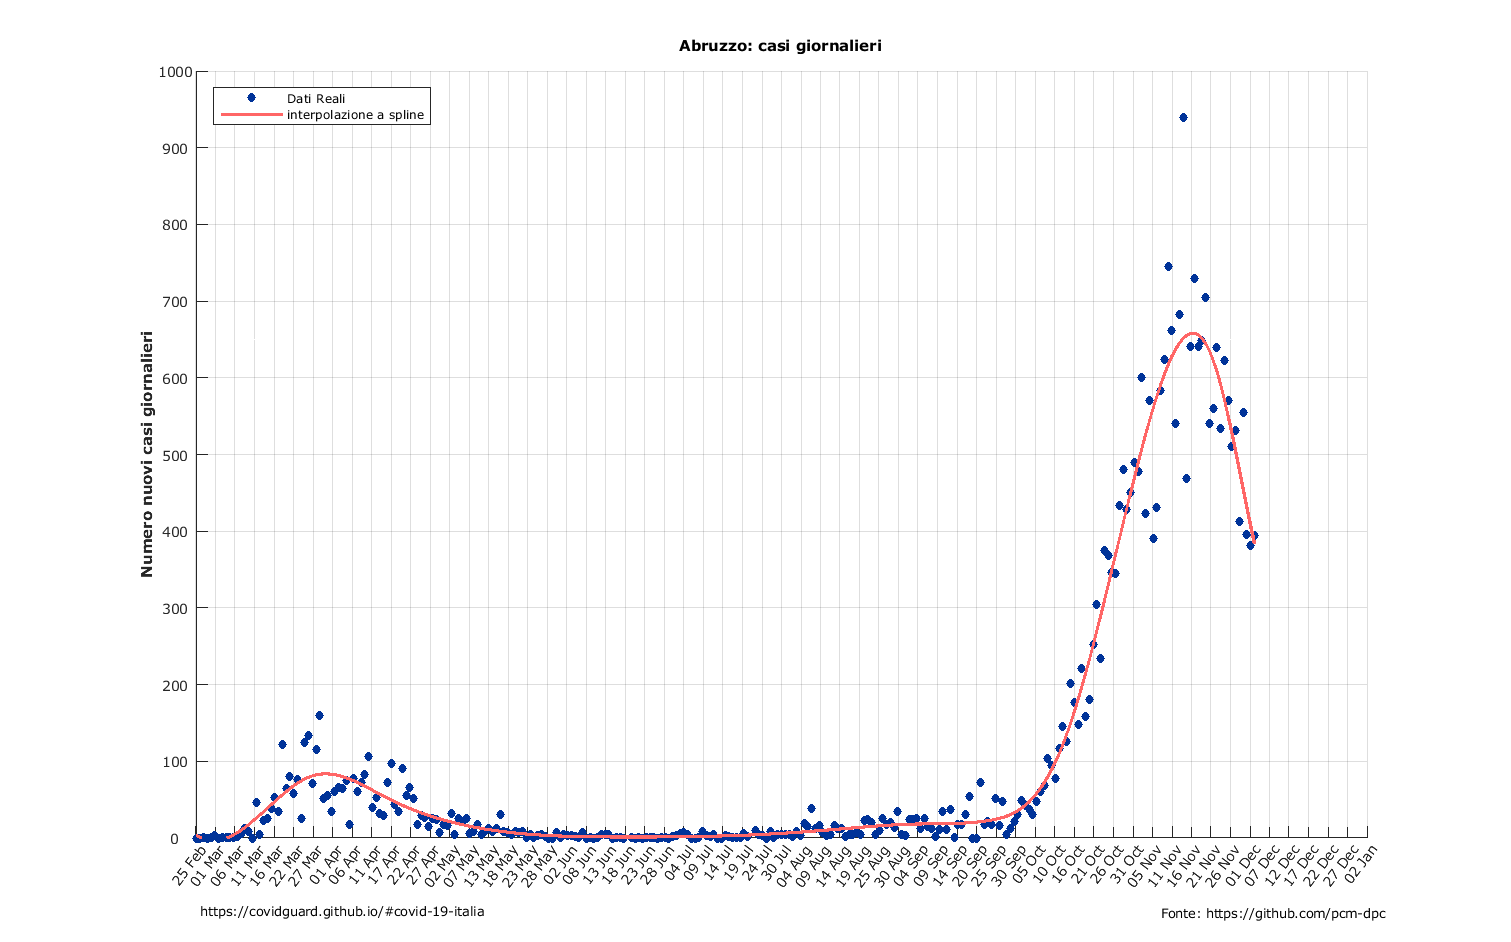 Abruzzo: casi giornalieri
1000
900
800
700
600
500
400
300
200
100
0
Dati Reali
interpolazione a spline
Numero nuovi casi giornalieri
25 Feb
01 Mar
06 Mar
11 Mar
16 Mar
22 Mar
27 Mar
01 Apr
06 Apr
11 Apr
17 Apr
22 Apr
27 Apr
02 May
07 May
13 May
18 May
23 May
28 May
02 Jun
08 Jun
13 Jun
18 Jun
23 Jun
28 Jun
04 Jul
09 Jul
14 Jul
19 Jul
24 Jul
30 Jul
04 Aug
09 Aug
14 Aug
19 Aug
25 Aug
30 Aug
04 Sep
09 Sep
14 Sep
20 Sep
25 Sep
30 Sep
05 Oct
10 Oct
16 Oct
21 Oct
26 Oct
31 Oct
05 Nov
11 Nov
16 Nov
21 Nov
26 Nov
01 Dec
07 Dec
12 Dec
17 Dec
22 Dec
27 Dec
02 Jan
https://covidguard.github.io/#covid-19-italia
Fonte: https://github.com/pcm-dpc